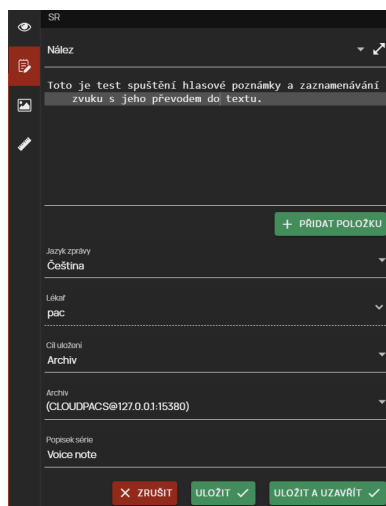 SR
Nález
Toto je test spuštění hlasové poznámky a zaznamenávání
zvuku s jeho převodem do textu.
+ PŘIDAT POLOŽKU
Jazyk zprávy
Čeština
Lékař
pac
Cíl uložení
Archiv
Archiv
(CLOUDPACS@127.0.0.1:15380)
Popisek série
Voice note
ZRUŠIT ULOŽIT ULOŽIT A UZAVŘÍT